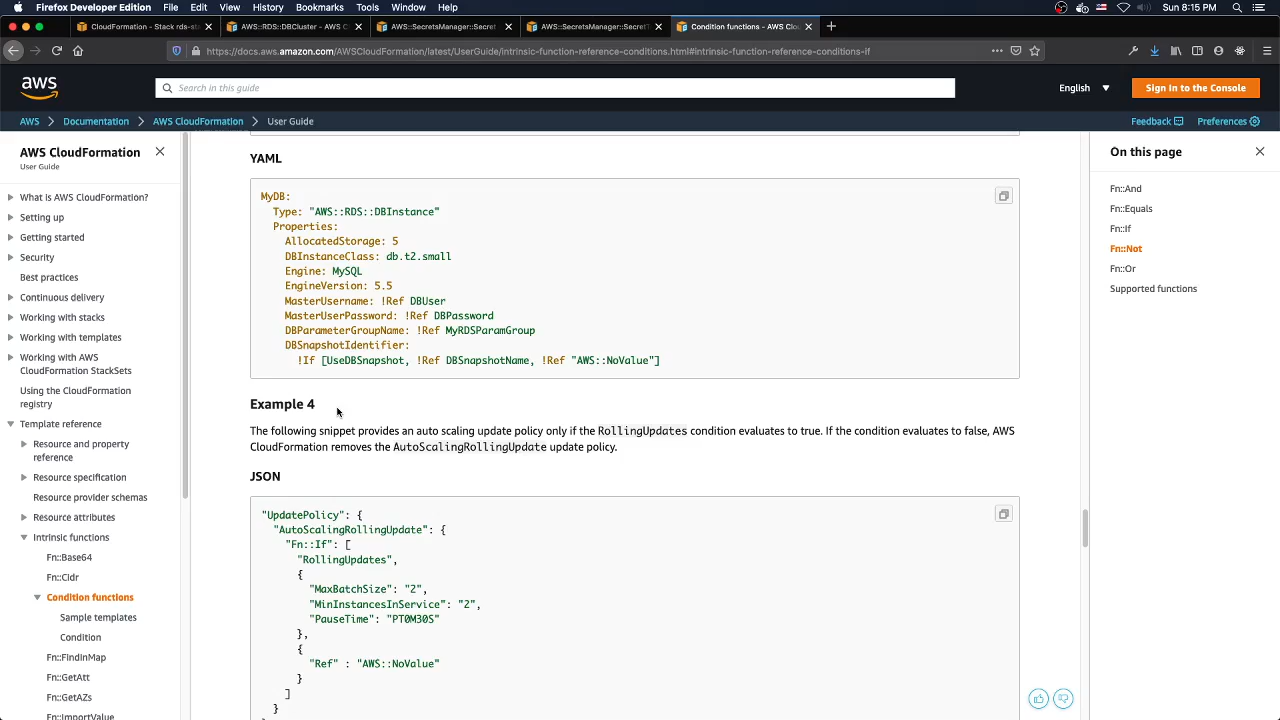 Firefox Developer Edition File Edit View History Bookmarks Tools Window Help Sun 8:15 PM
CloudFormation - Stack rds-st
AWS::RDS::DBCluster - AWS C
AWS::SecretsManager::Secret
AWS::SecretsManager::SecretT
Condition functions - AWS Clou
https://docs.aws.amazon.com/AWSCloudFormation/latest/UserGuide/intrinsic-function-reference-conditions.html#intrinsic-function-reference-conditions-if
aws
Search in this guide
English
Sign In to the Console
AWS
Documentation
AWS CloudFormation
User Guide
Feedback
Preferences
AWS CloudFormation
User Guide
What is AWS CloudFormation?
Setting up
Getting started
Security
Best practices
Continuous delivery
Working with stacks
Working with templates
Working with AWS
CloudFormation StackSets
Using the CloudFormation
registry
Template reference
Resource and property
reference
Resource specification
Resource provider schemas
Resource attributes
Intrinsic functions
Fn::Base64
Fn::Cidr
Condition functions
Sample templates
Condition
Fn::FindInMap
Fn::GetAtt
Fn::GetAZs
Fn::ImportValue
YAML
MyDB:
Type: "AWS::RDS::DBInstance"
Properties:
AllocatedStorage: 5
DBInstanceClass: db.t2.small
Engine: MySQL
EngineVersion: 5.5
MasterUsername: !Ref DBUser
MasterUserPassword: !Ref DBPassword
DBParameterGroupName: !Ref MyRDSParamGroup
DBSnapshotIdentifier:
!If [UseDBSnapshot, !Ref DBSnapshotName, !Ref "AWS::NoValue"]
Example 4
The following snippet provides an auto scaling update policy only if the RollingUpdates condition evaluates to true. If the condition evaluates to false, AWS
CloudFormation removes the AutoScalingRollingUpdate update policy.
JSON
"UpdatePolicy": {
"AutoScalingRollingUpdate": {
"Fn::If": [
"RollingUpdates",
{
"MaxBatchSize": "2",
"MinInstancesInService": "2",
"PauseTime": "PT0M30S"
},
{
"Ref" : "AWS::NoValue"
}
]
}
On this page
Fn::And
Fn::Equals
Fn::If
Fn::Not
Fn::Or
Supported functions